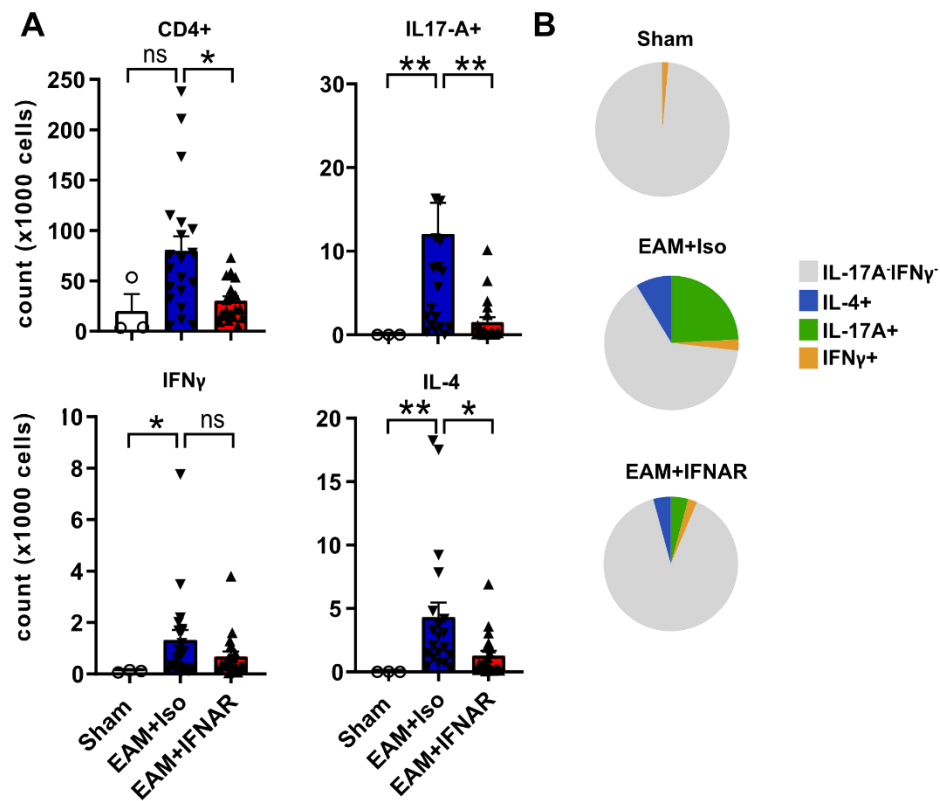 A
CD4+
ns
*
count (x1000 cells)
250
200
150
100
50
0
IL17-A+
**
**
30
20
10
0
IFNγ
*
ns
count (x1000 cells)
10
8
6
4
2
0
Sham
EAM+Iso
EAM+IFNAR
IL-4
**
*
20
15
10
5
0
Sham
EAM+Iso
EAM+IFNAR
B
Sham
EAM+Iso
EAM+IFNAR
IL-17A⁻IFNγ⁻
IL-4+
IL-17A+
IFNγ+